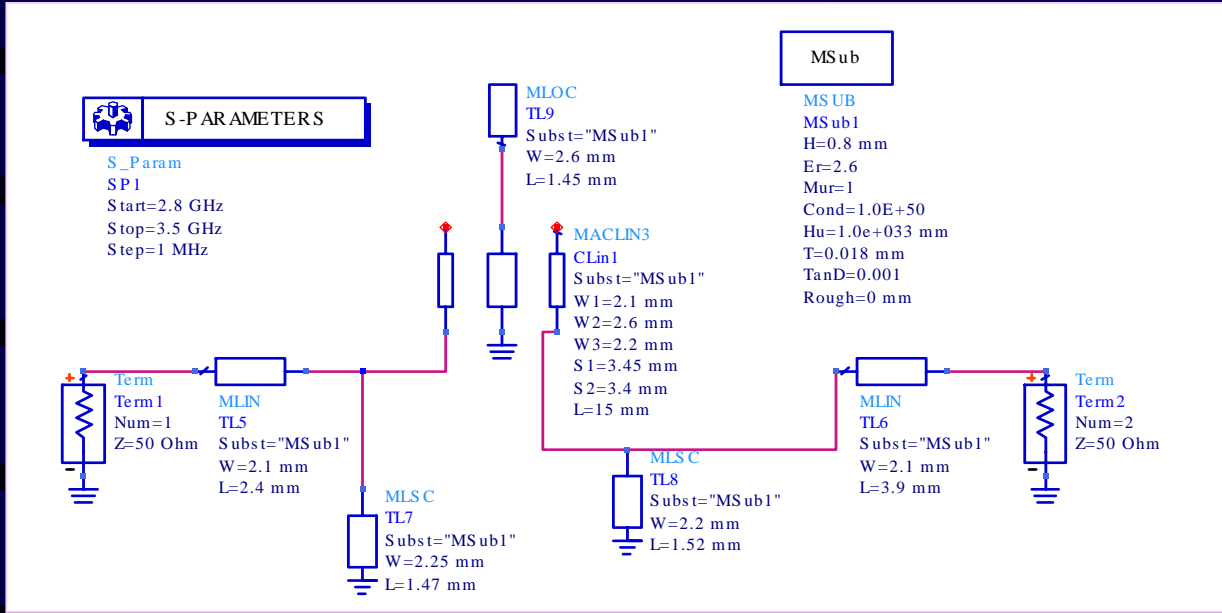 S-PARAMETERS
S_Param
SP1
Start=2.8 GHz
Stop=3.5 GHz
Step=1 MHz
MLOC
TL9
Subst="MSub1"
W=2.6 mm
L=1.45 mm
MSub
MSUB
MSub1
H=0.8 mm
Er=2.6
Mur=1
Cond=1.0E+50
Hu=1.0e+033 mm
T=0.018 mm
TanD=0.001
Rough=0 mm
MACLIN3
CLin1
Subst="MSub1"
W1=2.1 mm
W2=2.6 mm
W3=2.2 mm
S1=3.45 mm
S2=3.4 mm
L=15 mm
+
-
Term
Term1
Num=1
Z=50 Ohm
MLIN
TL5
Subst="MSub1"
W=2.1 mm
L=2.4 mm
MLSC
TL7
Subst="MSub1"
W=2.25 mm
L=1.47 mm
MLSC
TL8
Subst="MSub1"
W=2.2 mm
L=1.52 mm
MLIN
TL6
Subst="MSub1"
W=2.1 mm
L=3.9 mm
+
-
Term
Term2
Num=2
Z=50 Ohm